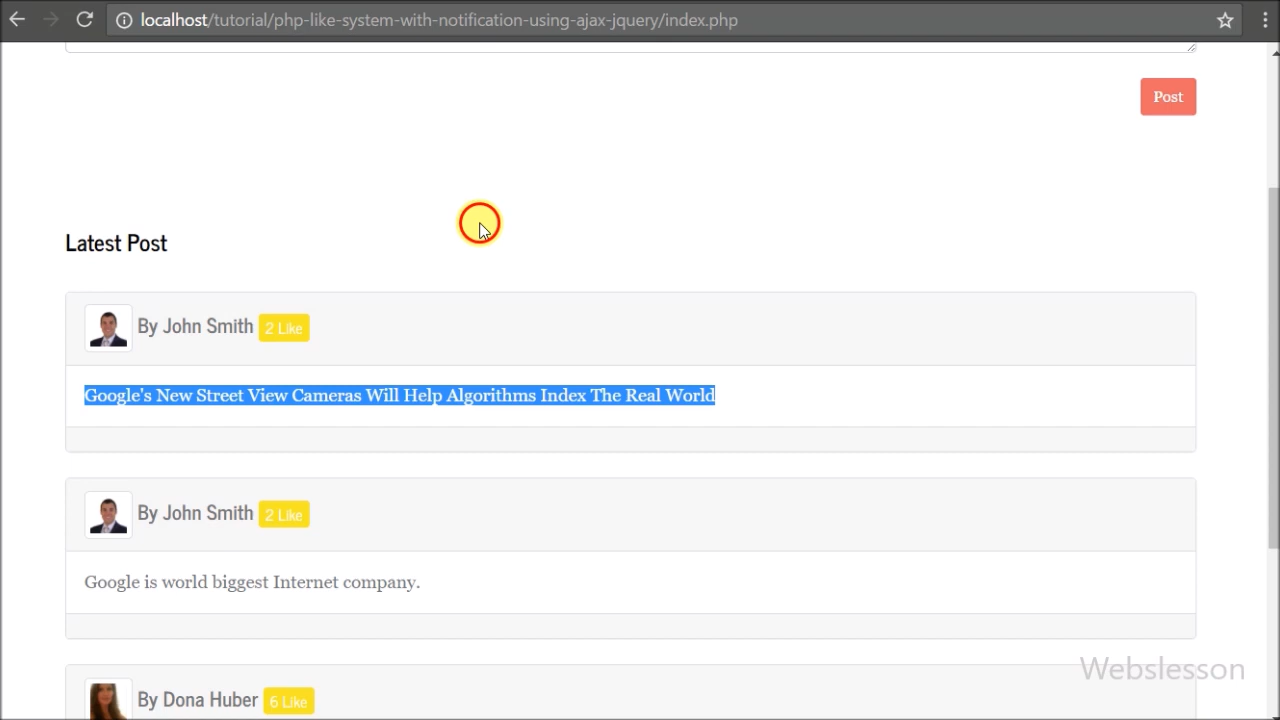 localhost/tutorial/php-like-system-with-notification-using-ajax-jquery/index.php
Post
Latest Post
By John Smith 2 Like
Google's New Street View Cameras Will Help Algorithms Index The Real World
By John Smith 2 Like
Google is world biggest Internet company.
Webslesson
By Dona Huber 6 Like